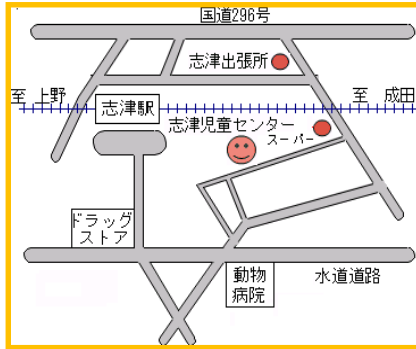 国道296号
志津出張所
至 上野
至 成田
志津駅
志津児童センター
スーパー
ドラッグ
ストア
動物
病院
水道道路